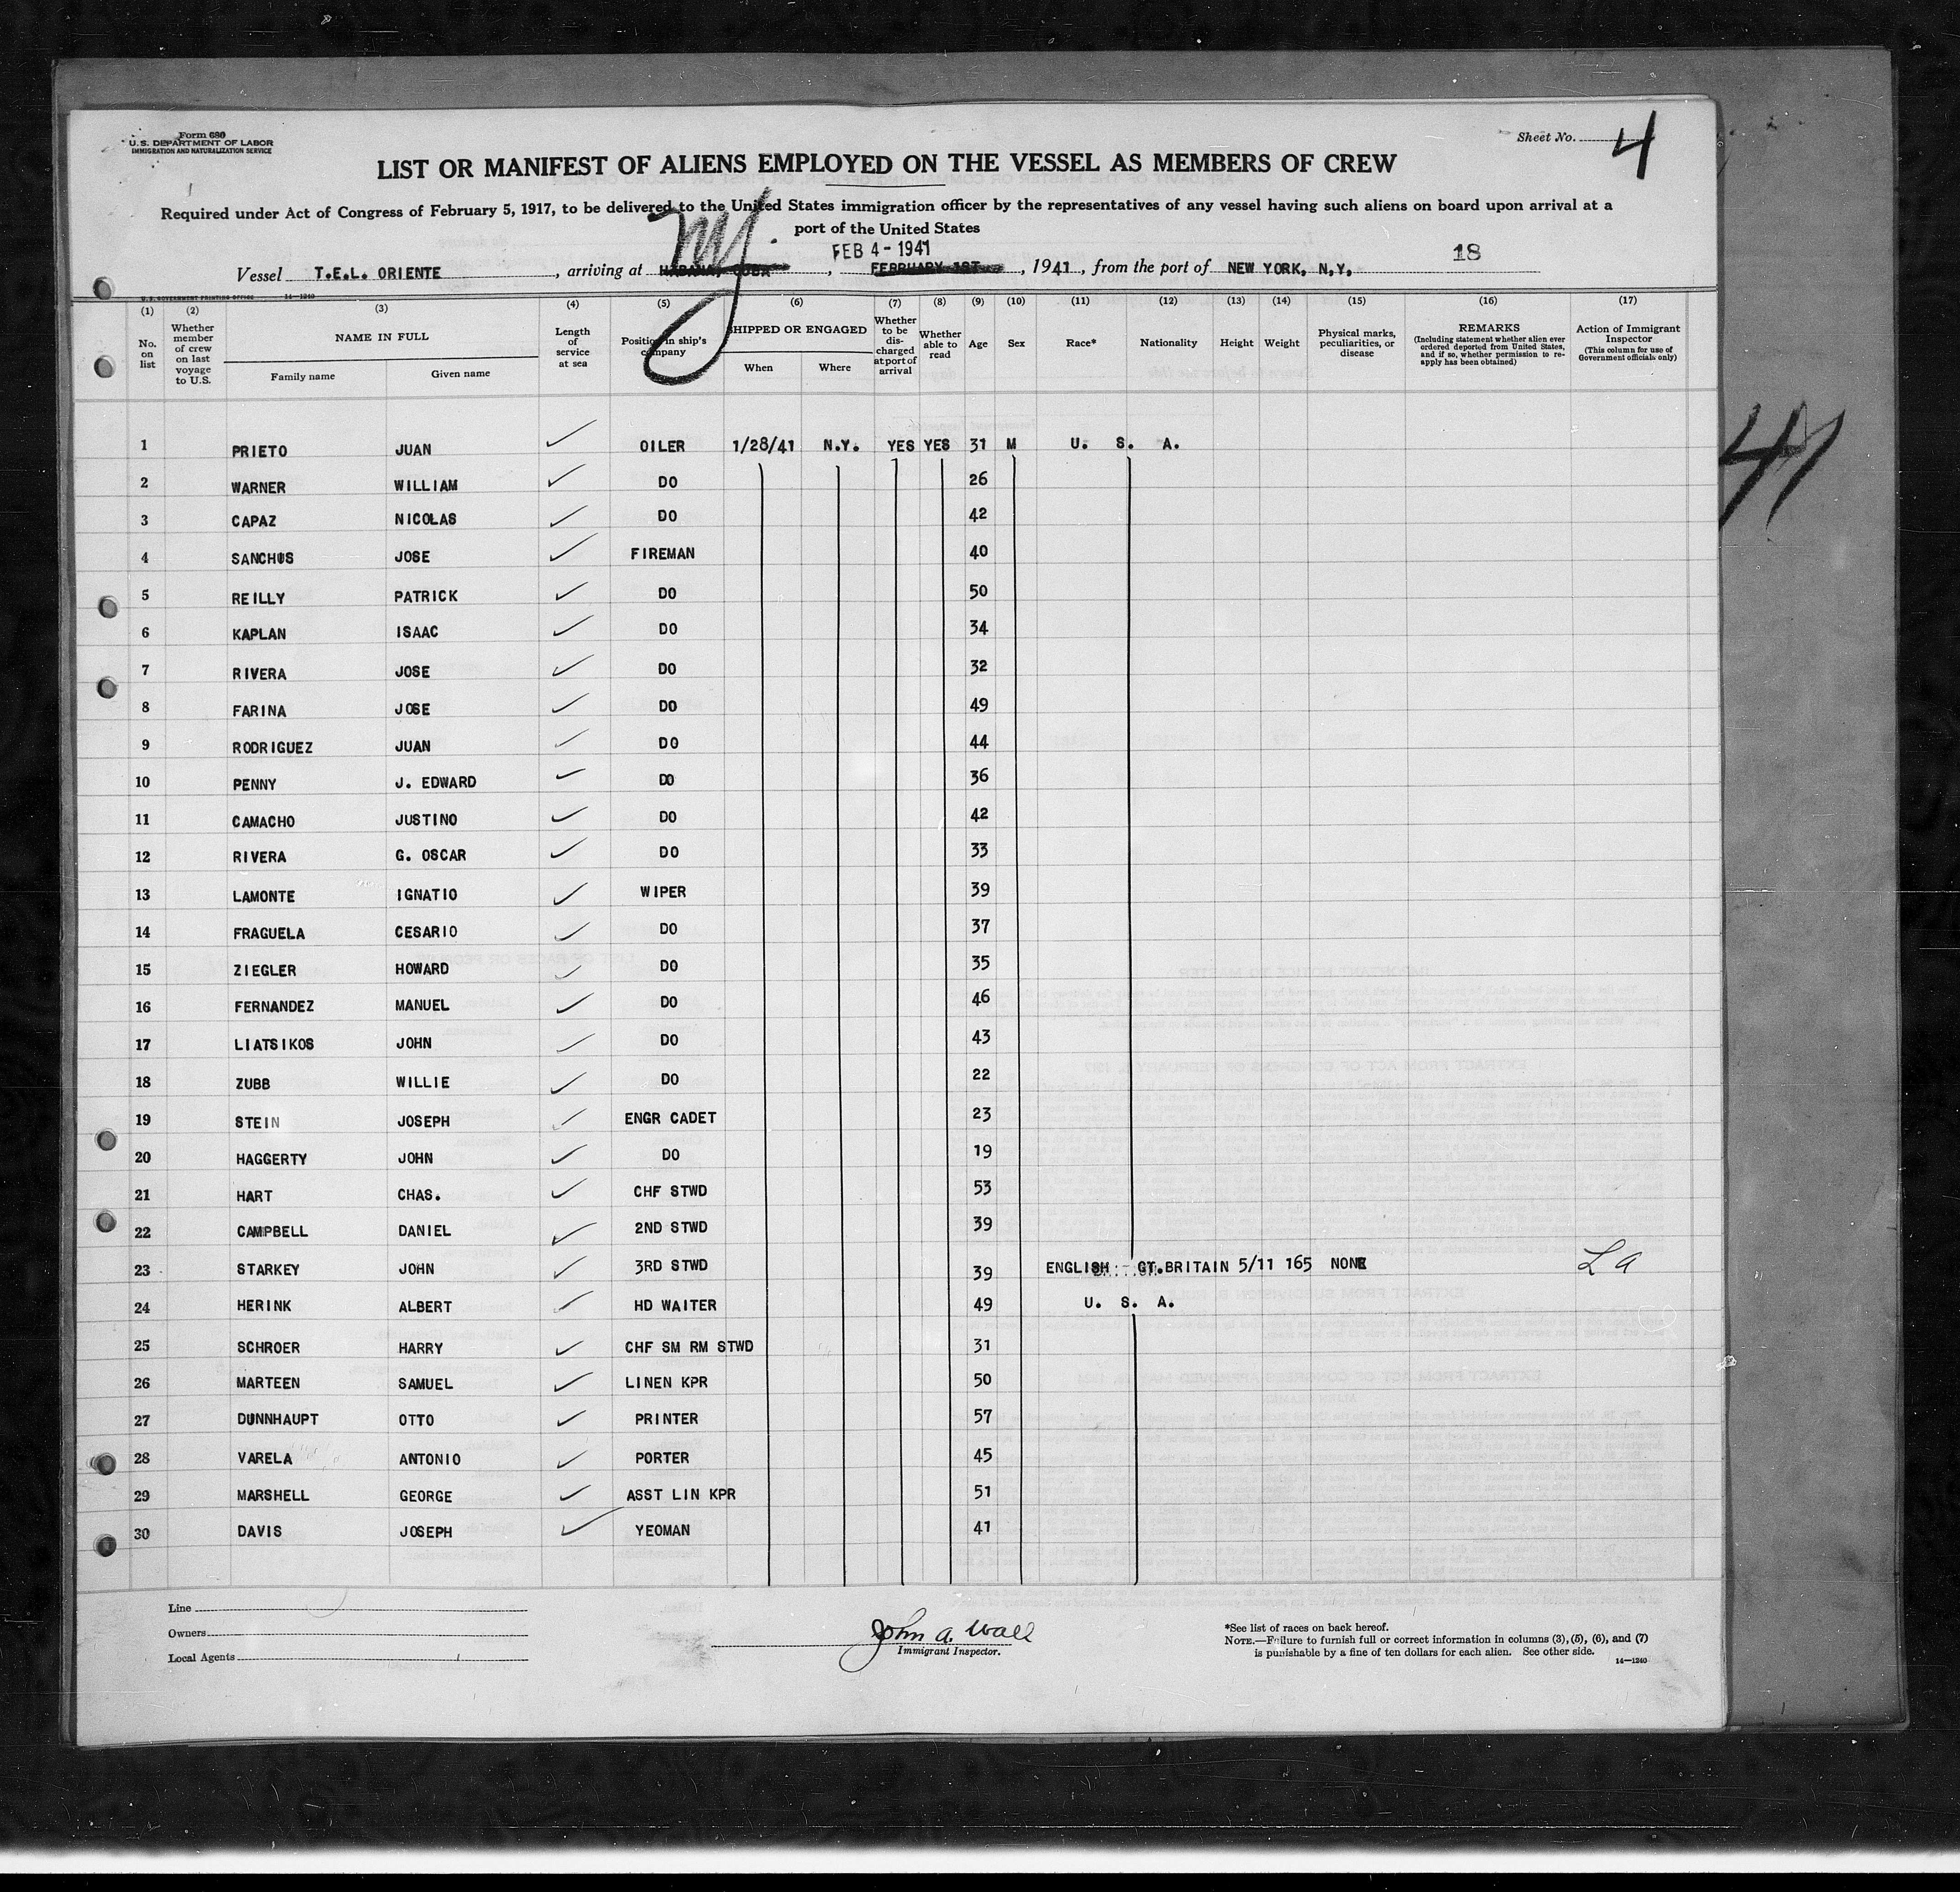 Form 680
U.S. DEPARTMENT OF LABOR
IMMIGRATION AND NATURALIZATION SERVICE
Sheet No. 4
LIST OR MANIFEST OF ALIENS EMPLOYED ON THE VESSEL AS MEMBERS OF CREW
Required under Act of Congress of February 5, 1917, to be delivered to the United States immigration officer by the representatives of any vessel having such aliens on board upon arrival at a
port of the United States
FEB 4 - 1941
18
Vessel T.E.L. ORIENTE, arriving at HABANA, CUBA, FEBRUARY 1ST, 1941, from the port of NEW YORK, N.Y.
NY.
U. S. GOVERNMENT PRINTING OFFICE 14—1240
(1) (2) (3) (4) (5) (6) (7) (8) (9) (10) (11) (12) (13) (14) (15) (16) (17)
No. on list
Whether member of crew on last voyage to U.S.
NAME IN FULL
Family name Given name
Length of service at sea
Position in ship's company
SHIPPED OR ENGAGED
When Where
Whether to be discharged at port of arrival
Whether able to read
Age Sex Race* Nationality Height Weight
Physical marks, peculiarities, or disease
REMARKS
(Including statement whether alien ever ordered deported from United States, and if so, whether permission to reapply has been obtained)
Action of Immigrant Inspector
(This column for use of Government officials only)
1 PRIETO JUAN OILER 1/28/41 N.Y. YES YES 31 M U. S. A.
2 WARNER WILLIAM DO 26
3 CAPAZ NICOLAS DO 42
4 SANCHUS JOSE FIREMAN 40
5 REILLY PATRICK DO 50
6 KAPLAN ISAAC DO 34
7 RIVERA JOSE DO 32
8 FARINA JOSE DO 49
9 RODRIGUEZ JUAN DO 44
10 PENNY J. EDWARD DO 36
11 CAMACHO JUSTINO DO 42
12 RIVERA G. OSCAR DO 33
13 LAMONTE IGNATIO WIPER 39
14 FRAGUELA CESARIO DO 37
15 ZIEGLER HOWARD DO 35
16 FERNANDEZ MANUEL DO 46
17 LIATSIKOS JOHN DO 43
18 ZUBB WILLIE DO 22
19 STEIN JOSEPH ENGR CADET 23
20 HAGGERTY JOHN DO 19
21 HART CHAS. CHF STWD 53
22 CAMPBELL DANIEL 2ND STWD 39
23 STARKEY JOHN 3RD STWD 39 ENGLISH GT.BRITAIN 5/11 165 NONE
24 HERINK ALBERT HD WAITER 49 U. S. A.
25 SCHROER HARRY CHF SM RM STWD 31
26 MARTEEN SAMUEL LINEN KPR 50
27 DUNNHAUPT OTTO PRINTER 57
28 VARELA ANTONIO PORTER 45
29 MARSHELL GEORGE ASST LIN KPR 51
30 DAVIS JOSEPH YEOMAN 41
41
Line
Owners
Local Agents
John A. Wall
Immigrant Inspector.
*See list of races on back hereof.
NOTE.—Failure to furnish full or correct information in columns (3), (5), (6), and (7)
is punishable by a fine of ten dollars for each alien. See other side.
14—1240